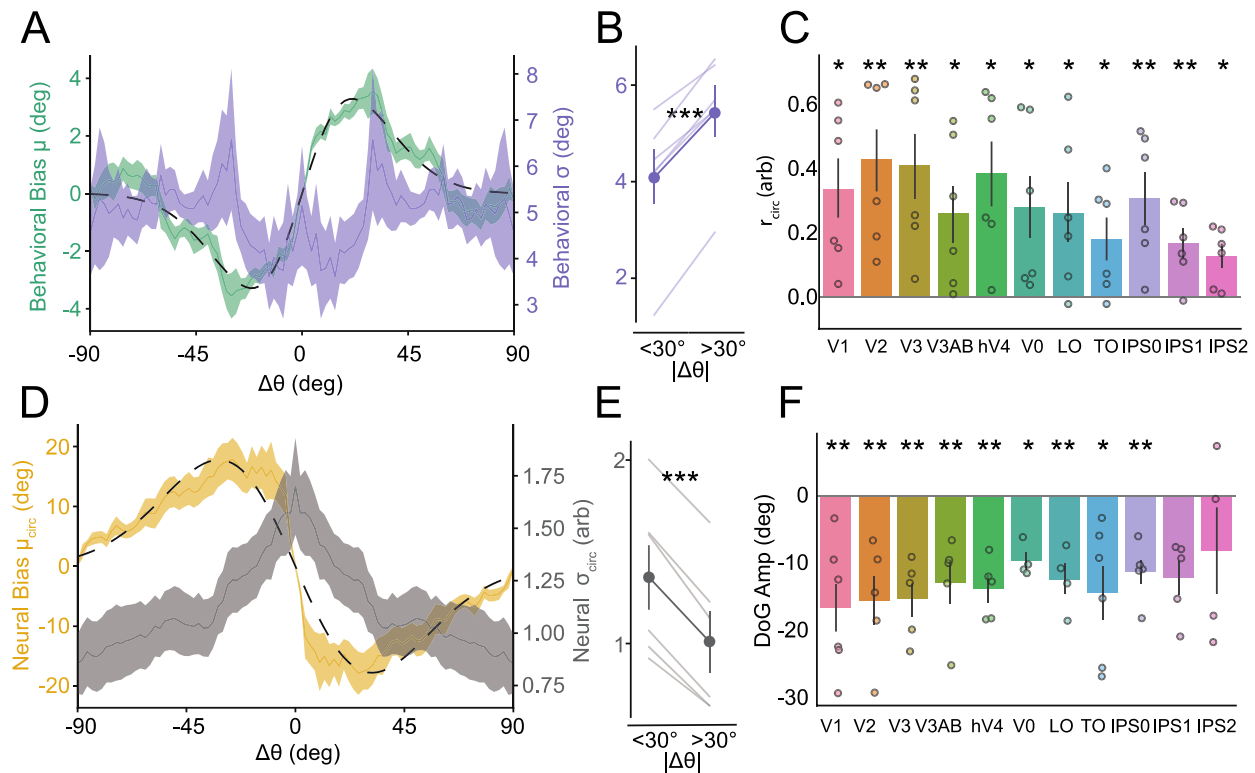 A
Behavioral Bias μ (deg)
4
2
0
-2
-4
-90
-45
0
45
90
Δθ (deg)
8
7
6
5
4
3
Behavioral σ (deg)
B
6
4
2
***
<30° >30°
|Δθ|
C
* ** ** * * * * * ** ** *
r circ (arb)
0.6
0.4
0.2
0.0
V1 V2 V3 V3AB hV4 V0 LO TO IPS0 IPS1 IPS2
D
Neural Bias μcirc (deg)
20
10
0
-10
-20
-90
-45
0
45
90
Δθ (deg)
1.75
1.50
1.25
1.00
0.75
Neural σcirc (arb)
E
2
1
***
<30° >30°
|Δθ|
F
** ** ** ** ** * ** * **
DoG Amp (deg)
0
-10
-20
-30
V1 V2 V3 V3AB hV4 V0 LO TO IPS0 IPS1 IPS2